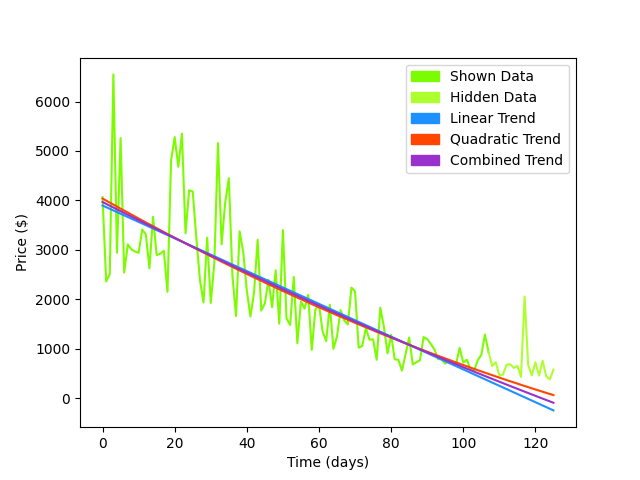 Shown Data
Hidden Data
Linear Trend
Quadratic Trend
Combined Trend
Price ($)
6000
5000
4000
3000
2000
1000
0
0 20 40 60 80 100 120
Time (days)